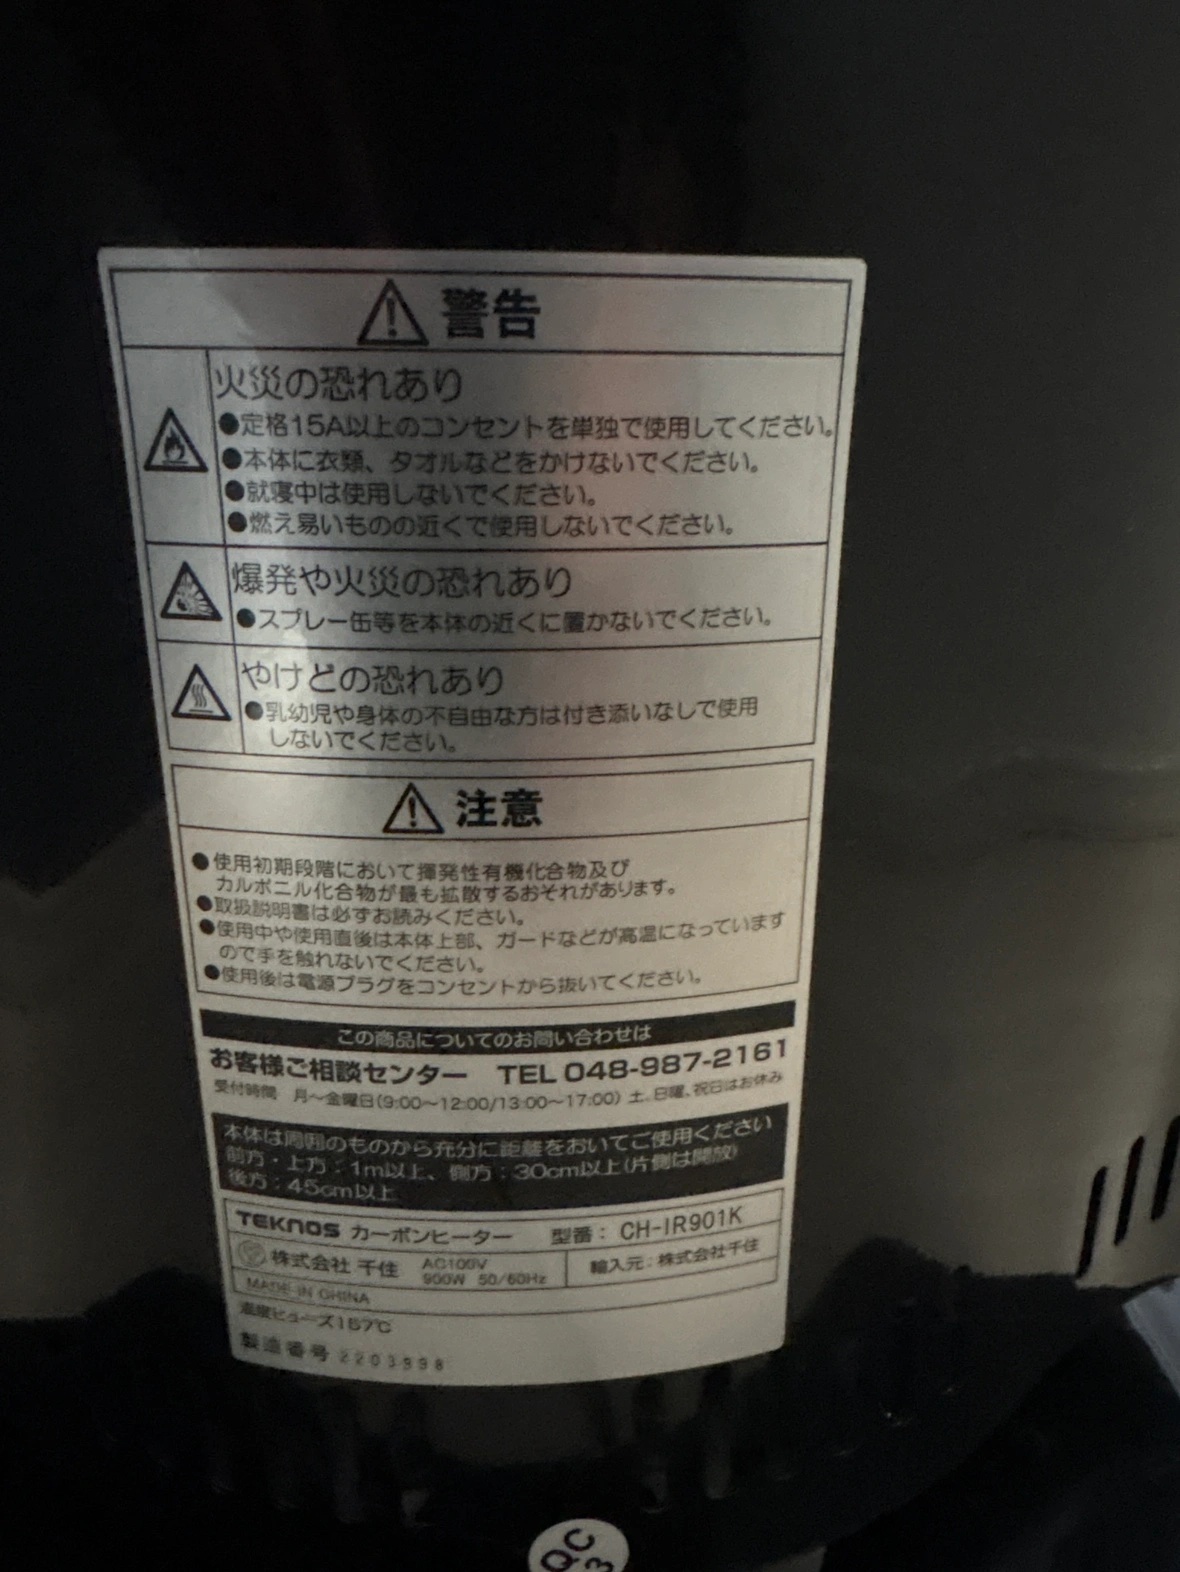 警告
火災の恐れあり
●定格15A以上のコンセントを単独で使用してください。
●本体に衣類、タオルなどをかけないでください。
●就寝中は使用しないでください。
●燃え易いものの近くで使用しないでください。
爆発や火災の恐れあり
●スプレー缶等を本体の近くに置かないでください。
やけどの恐れあり
●乳幼児や身体の不自由な方は付き添いなしで使用
しないでください。
注意
●使用初期段階において揮発性有機化合物及び
カルボニル化合物が最も拡散するおそれがあります。
●取扱説明書は必ずお読みください。
●使用中や使用直後は本体上部、ガードなどが高温になっています
ので手を触れないでください。
●使用後は電源プラグをコンセントから抜いてください。
この商品についてのお問い合わせは
お客様ご相談センター TEL 048-987-2161
受付時間 月〜金曜日(9:00〜12:00/13:00〜17:00) 土、日曜、祝日はお休み
本体は周囲のものから充分に距離をおいてご使用ください
前方・上方：1m以上、側方：30cm以上(片側は開放)
後方：45cm以上
TEKNOS カーボンヒーター 型番： CH-IR901K
株式会社 千住 AC100V
900W 50/60Hz
輸入元：株式会社千住
MADE IN CHINA
温度ヒューズ157℃
製造番号 2203998
QC
3